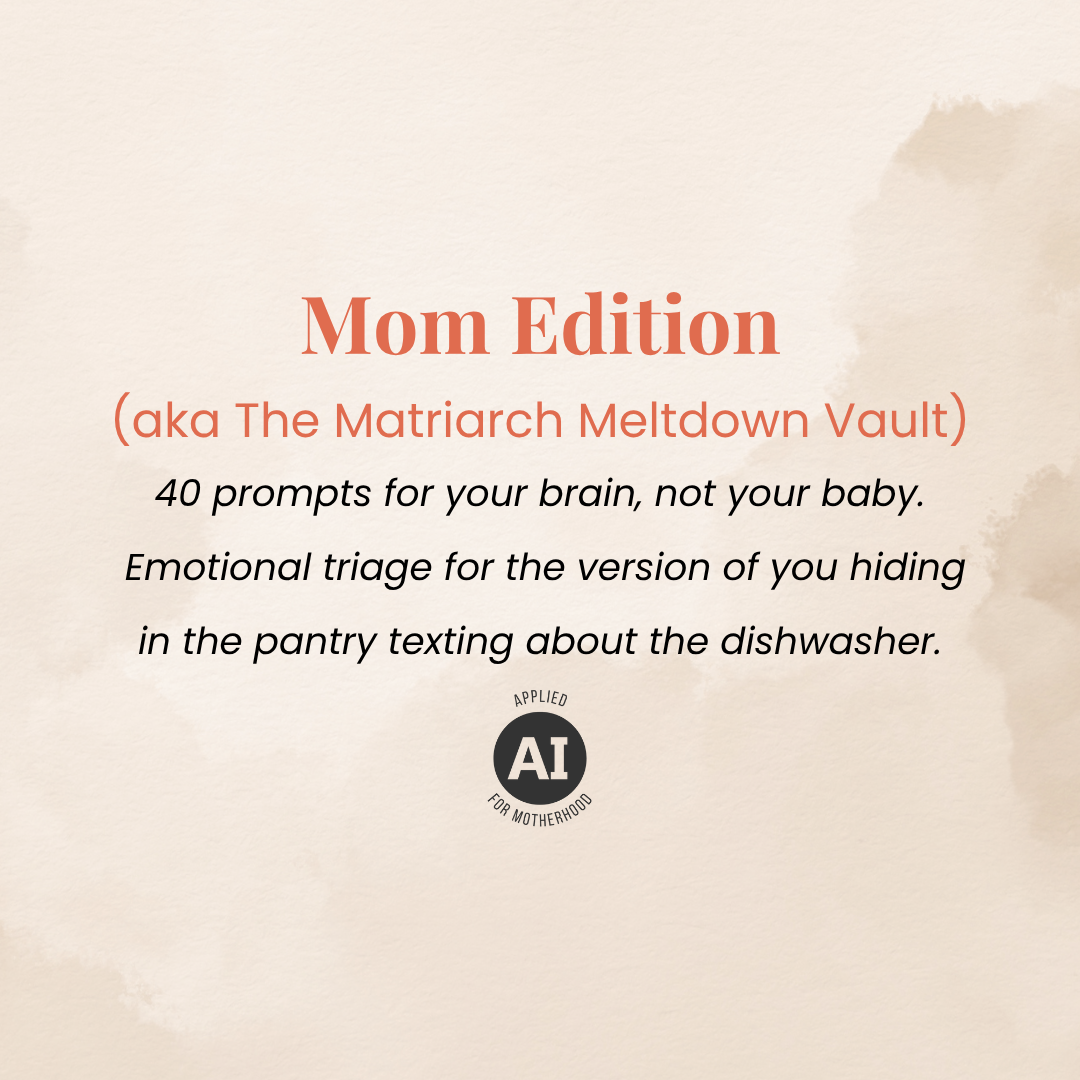 Mom Edition
(aka The Matriarch Meltdown Vault)
40 prompts for your brain, not your baby.
Emotional triage for the version of you hiding
in the pantry texting about the dishwasher.
APPLIED
AI
FOR MOTHERHOOD